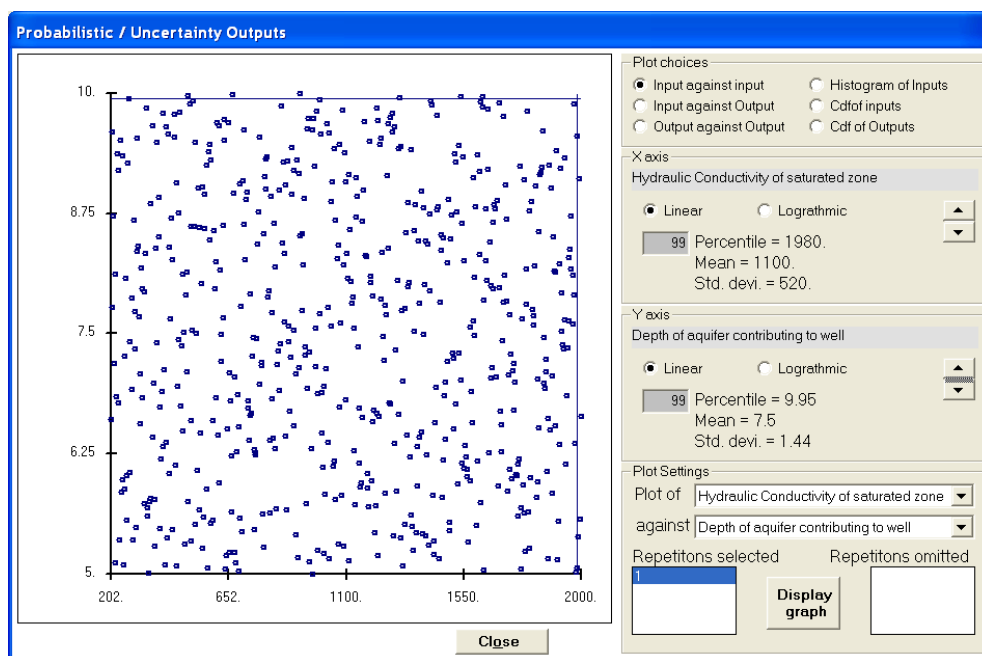 Probabilistic / Uncertainty Outputs
10.
8.75
7.5
6.25
5.
202.
652.
1100.
1550.
2000.
Close
Plot choices
Input against input
Histogram of Inputs
Input against Output
Cdfof inputs
Output against Output
Cdf of Outputs
X axis
Hydraulic Conductivity of saturated zone
Linear
Lograthmic
99 Percentile = 1980.
Mean = 1100.
Std. devi. = 520.
Y axis
Depth of aquifer contributing to well
Linear
Lograthmic
99 Percentile = 9.95
Mean = 7.5
Std. devi. = 1.44
Plot Settings
Plot of Hydraulic Conductivity of saturated zone
against Depth of aquifer contributing to well
Repetitons selected
Repetitons omitted
1
Display
graph